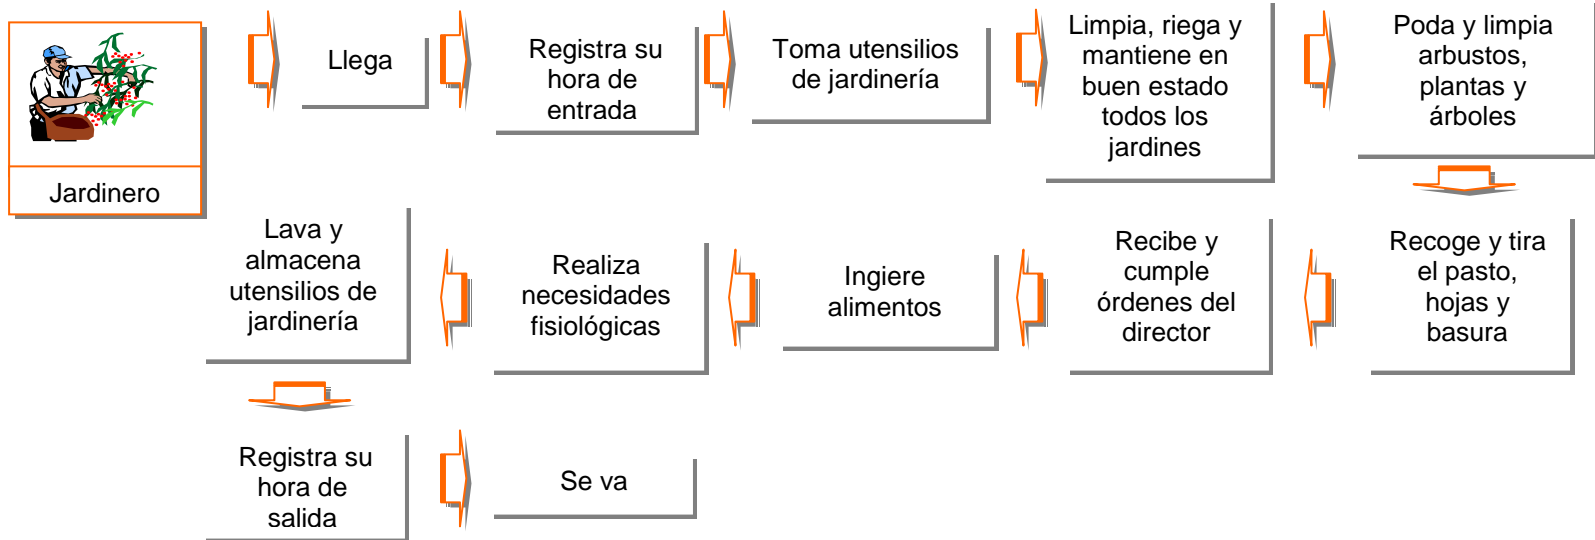 Jardinero
Llega
Registra su
hora de
entrada
Toma utensilios
de jardinería
Limpia, riega y
mantiene en
buen estado
todos los
jardines
Poda y limpia
arbustos,
plantas y
árboles
Recoge y tira
el pasto,
hojas y
basura
Recibe y
cumple
órdenes del
director
Ingiere
alimentos
Realiza
necesidades
fisiológicas
Lava y
almacena
utensilios de
jardinería
Registra su
hora de
salida
Se va